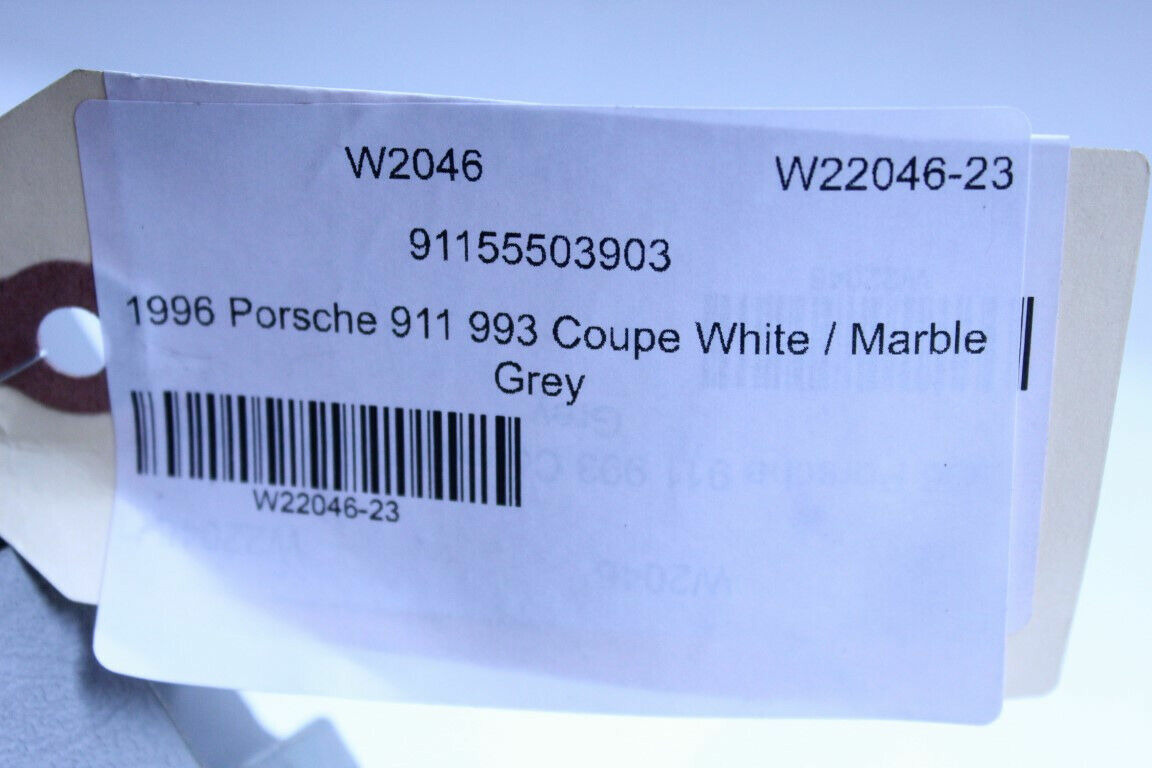 W2046 W22046-23
91155503903
1996 Porsche 911 993 Coupe White / Marble
Grey
W22046-23